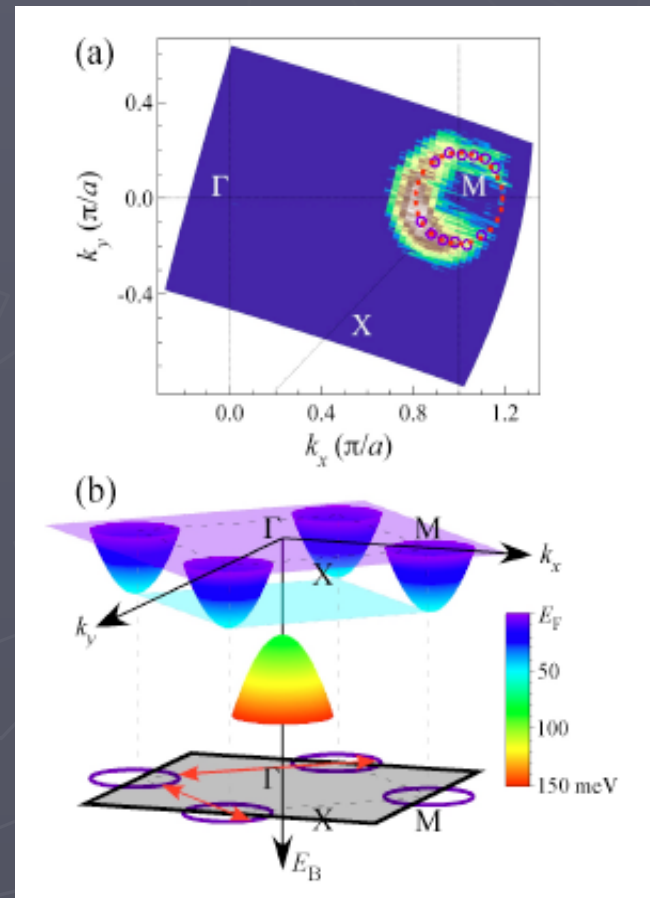 (a)
0.4
0.0
-0.4
k_y (π/a)
Γ
M
X
0.0 0.4 0.8 1.2
k_x (π/a)
(b)
Γ
M
k_x
X
k_y
E_F
50
100
150 meV
Γ
X
M
E_B